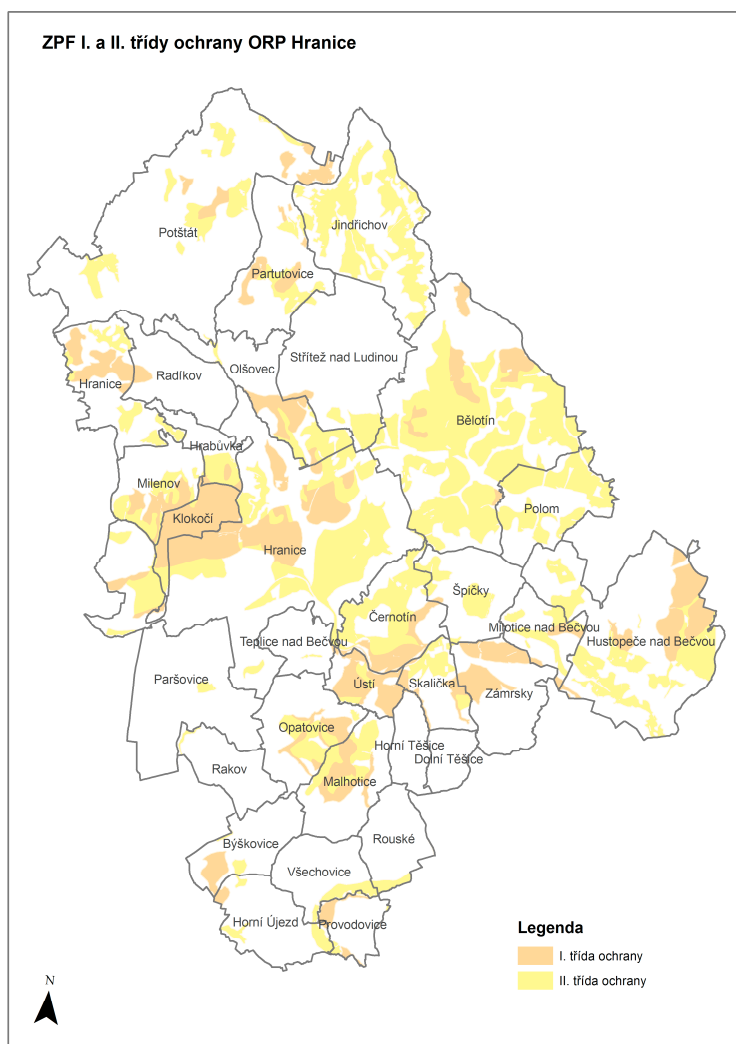 ZPF I. a II. třídy ochrany ORP Hranice
Jindřichov
Potštát
Partutovice
Střítež nad Ludinou
Olšovec
Radíkov
Hranice
Bělotín
Hrabůvka
Milenov
Polom
Klokočí
Hranice
Špičky
Černotín
Milotice nad Bečvou
Hustopeče nad Bečvou
Teplice nad Bečvou
Paršovice
Ústí
Skalička
Zámrsky
Opatovice
Horní Těšice
Dolní Těšice
Rakov
Malhotice
Rouské
Býškovice
Všechovice
Horní Újezd
Provodovice
Legenda
I. třída ochrany
II. třída ochrany
N